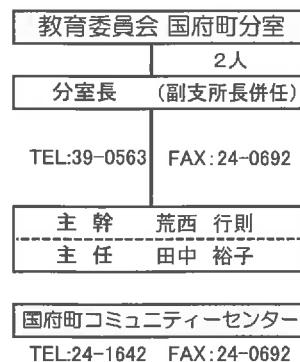 教育委員会 国府町分室
2人
分室長 （副支所長併任）
TEL:39-0563 FAX:24-0692
主 幹 荒西 行則
主 任 田中 裕子
国府町コミュニティーセンター
TEL:24-1642 FAX:24-0692